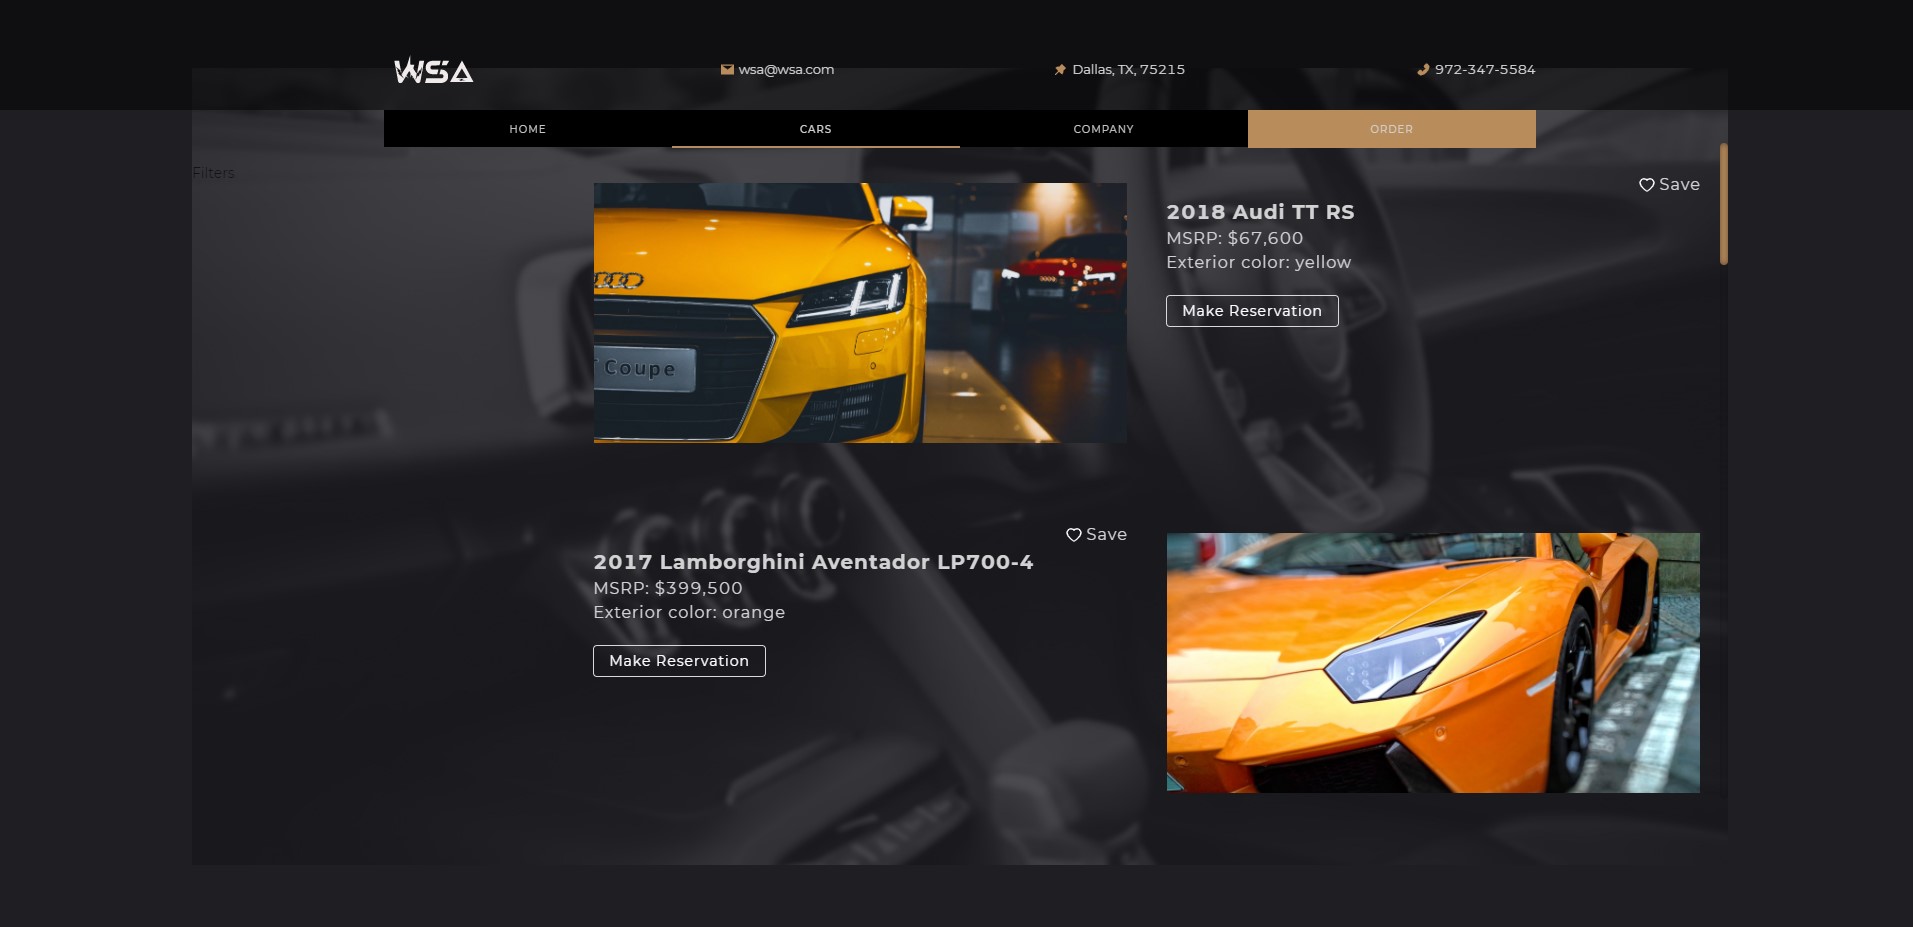 WSA
wsa@wsa.com
Dallas, TX, 75215
972-347-5584
HOME
CARS
COMPANY
ORDER
Filters
Save
2018 Audi TT RS
MSRP: $67,600
Exterior color: yellow
Make Reservation
Coupe
Save
2017 Lamborghini Aventador LP700-4
MSRP: $399,500
Exterior color: orange
Make Reservation